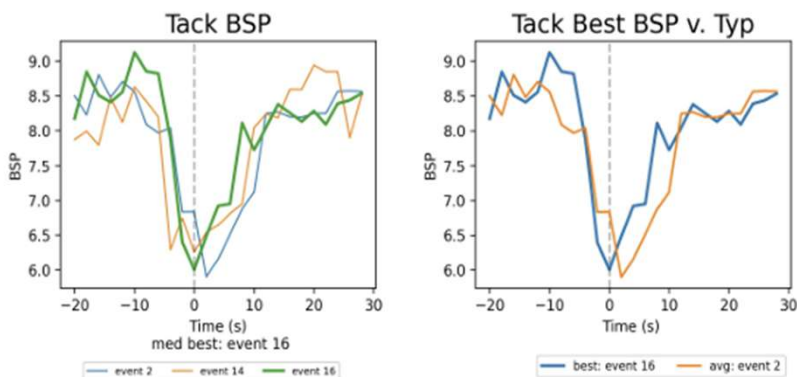 Tack BSP
9.0
8.5
8.0
7.5
7.0
6.5
6.0
BSP
−20 −10 0 10 20 30
Time (s)
med best: event 16
event 2 event 14 event 16
Tack Best BSP v. Typ
9.0
8.5
8.0
7.5
7.0
6.5
6.0
BSP
−20 −10 0 10 20 30
Time (s)
best: event 16 avg: event 2